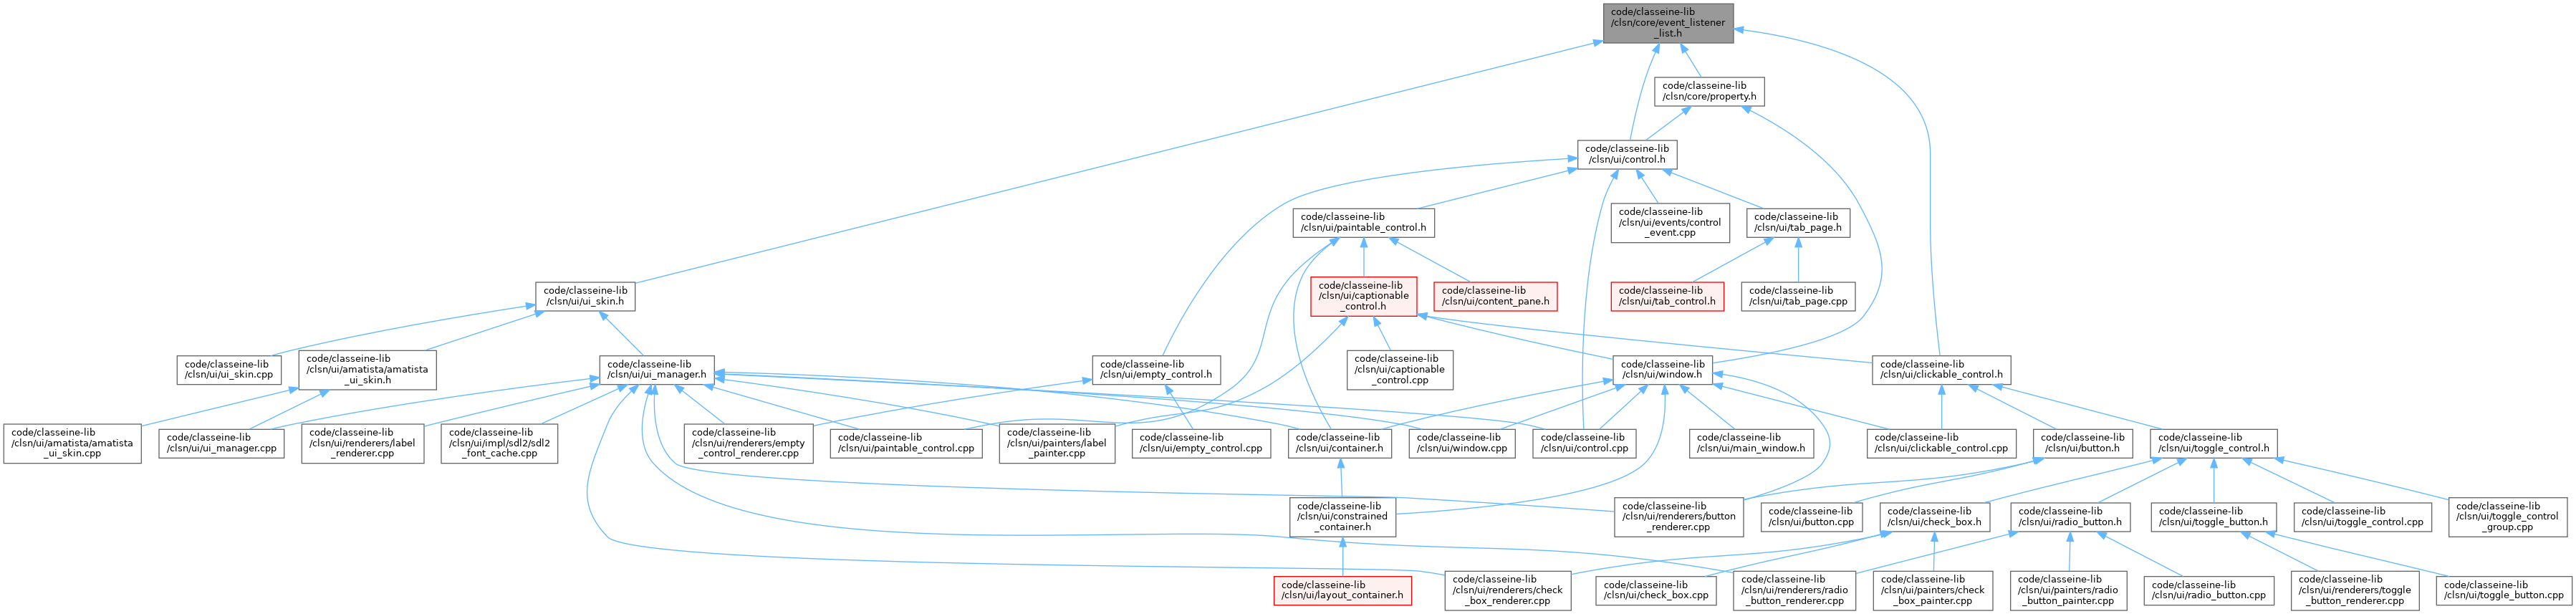 code/classeine-lib
/clsn/core/event_listener
_list.h
code/classeine-lib
/clsn/core/property.h
code/classeine-lib
/clsn/ui/control.h
code/classeine-lib
/clsn/ui/paintable_control.h
code/classeine-lib
/clsn/ui/events/control
_event.cpp
code/classeine-lib
/clsn/ui/tab_page.h
code/classeine-lib
/clsn/ui/ui_skin.h
code/classeine-lib
/clsn/ui/captionable
_control.h
code/classeine-lib
/clsn/ui/content_pane.h
code/classeine-lib
/clsn/ui/tab_control.h
code/classeine-lib
/clsn/ui/tab_page.cpp
code/classeine-lib
/clsn/ui/ui_skin.cpp
code/classeine-lib
/clsn/ui/amatista/amatista
_ui_skin.h
code/classeine-lib
/clsn/ui/ui_manager.h
code/classeine-lib
/clsn/ui/empty_control.h
code/classeine-lib
/clsn/ui/captionable
_control.cpp
code/classeine-lib
/clsn/ui/window.h
code/classeine-lib
/clsn/ui/clickable_control.h
code/classeine-lib
/clsn/ui/amatista/amatista
_ui_skin.cpp
code/classeine-lib
/clsn/ui/ui_manager.cpp
code/classeine-lib
/clsn/ui/renderers/label
_renderer.cpp
code/classeine-lib
/clsn/ui/impl/sdl2/sdl2
_font_cache.cpp
code/classeine-lib
/clsn/ui/renderers/empty
_control_renderer.cpp
code/classeine-lib
/clsn/ui/paintable_control.cpp
code/classeine-lib
/clsn/ui/painters/label
_painter.cpp
code/classeine-lib
/clsn/ui/empty_control.cpp
code/classeine-lib
/clsn/ui/container.h
code/classeine-lib
/clsn/ui/window.cpp
code/classeine-lib
/clsn/ui/control.cpp
code/classeine-lib
/clsn/ui/main_window.h
code/classeine-lib
/clsn/ui/clickable_control.cpp
code/classeine-lib
/clsn/ui/button.h
code/classeine-lib
/clsn/ui/toggle_control.h
code/classeine-lib
/clsn/ui/constrained
_container.h
code/classeine-lib
/clsn/ui/renderers/button
_renderer.cpp
code/classeine-lib
/clsn/ui/button.cpp
code/classeine-lib
/clsn/ui/check_box.h
code/classeine-lib
/clsn/ui/radio_button.h
code/classeine-lib
/clsn/ui/toggle_button.h
code/classeine-lib
/clsn/ui/toggle_control.cpp
code/classeine-lib
/clsn/ui/toggle_control
_group.cpp
code/classeine-lib
/clsn/ui/layout_container.h
code/classeine-lib
/clsn/ui/renderers/check
_box_renderer.cpp
code/classeine-lib
/clsn/ui/check_box.cpp
code/classeine-lib
/clsn/ui/renderers/radio
_button_renderer.cpp
code/classeine-lib
/clsn/ui/painters/check
_box_painter.cpp
code/classeine-lib
/clsn/ui/painters/radio
_button_painter.cpp
code/classeine-lib
/clsn/ui/radio_button.cpp
code/classeine-lib
/clsn/ui/renderers/toggle
_button_renderer.cpp
code/classeine-lib
/clsn/ui/toggle_button.cpp